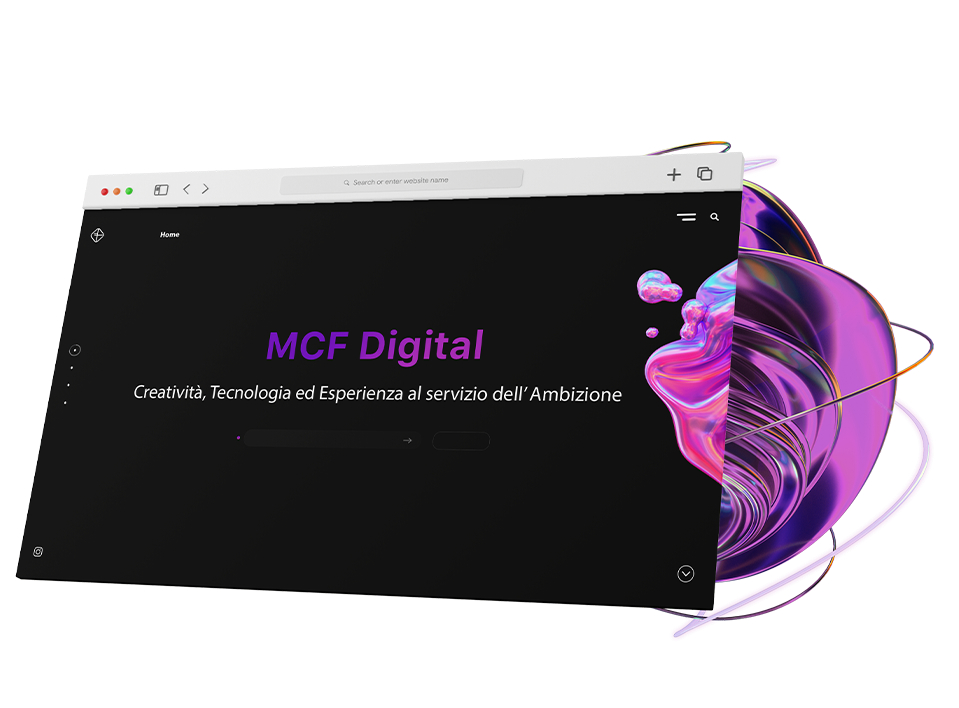 Search or enter website name
Home
MCF Digital
Creatività, Tecnologia ed Esperienza al servizio dell’ Ambizione